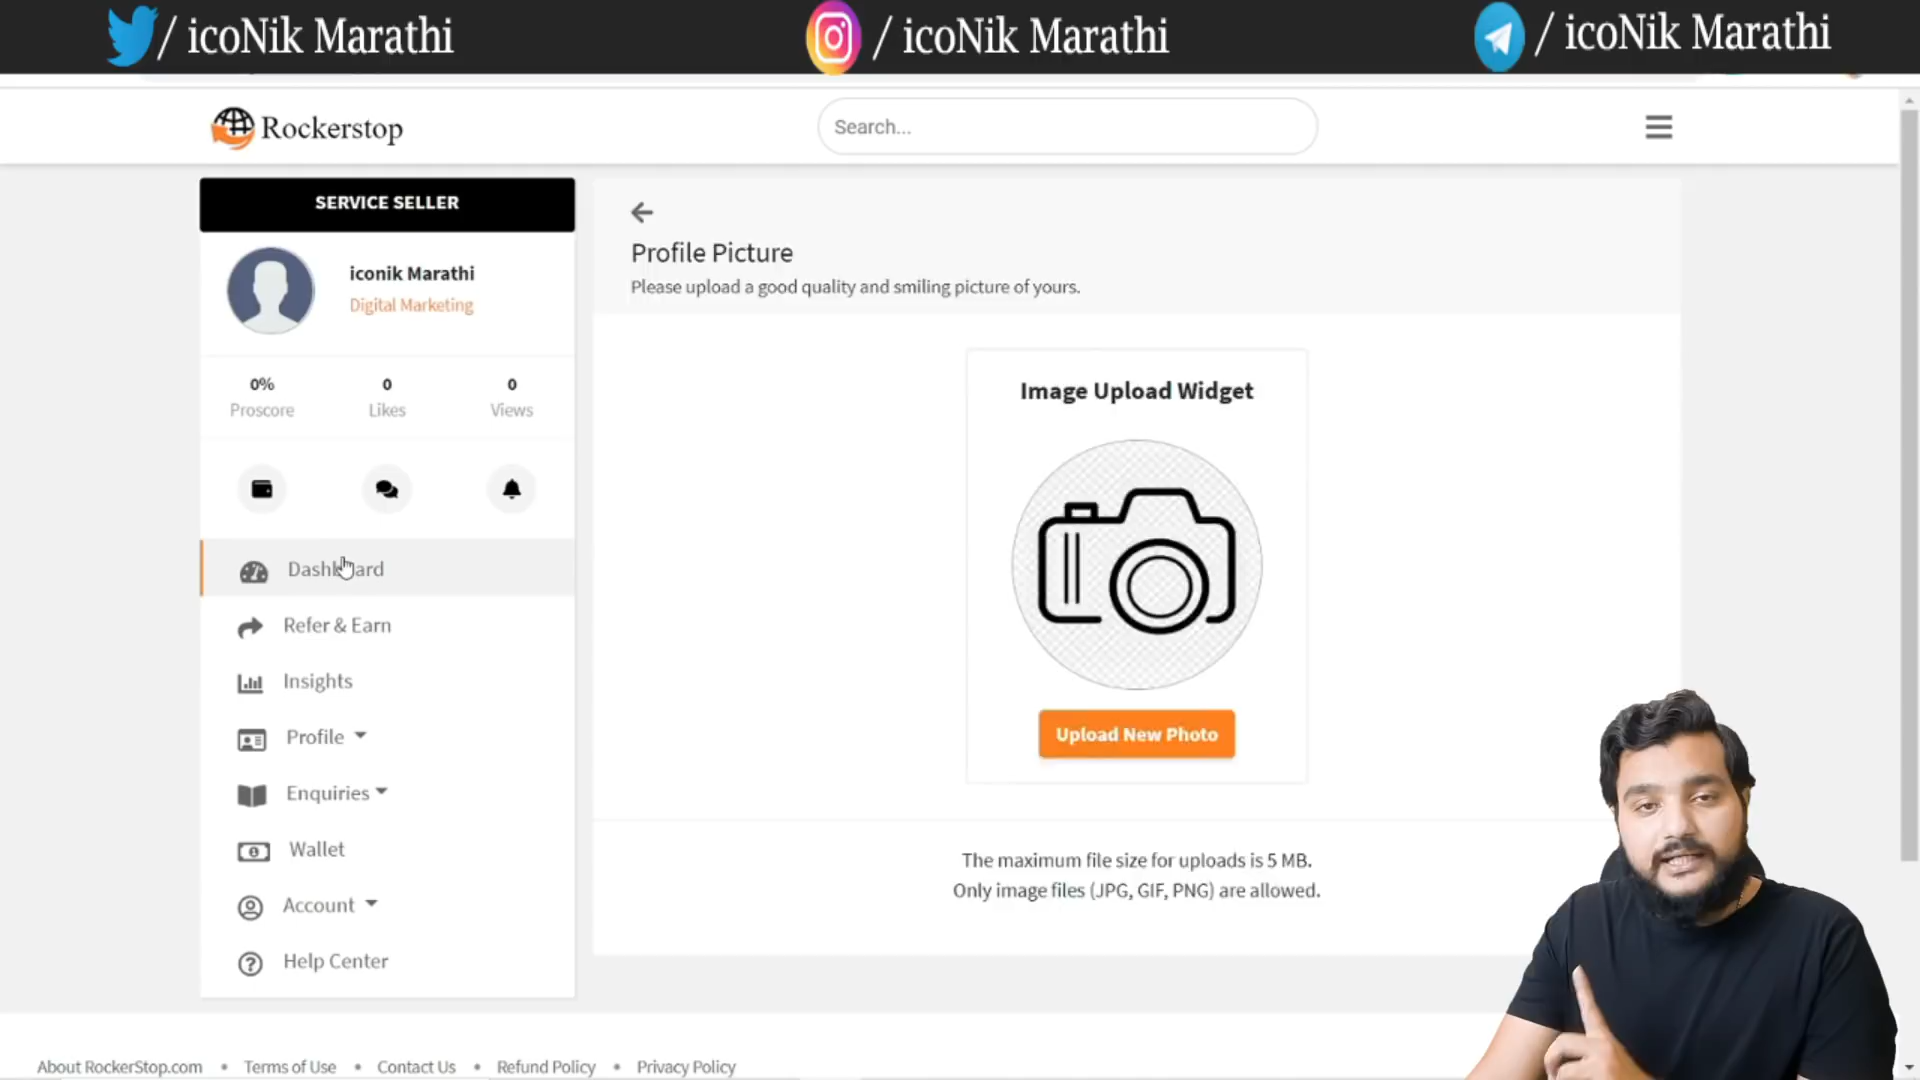 / icoNik Marathi
/ icoNik Marathi
/ icoNik Marathi
Rockerstop
Search...
SERVICE SELLER
iconik Marathi
Digital Marketing
0%
Proscore
0
Likes
0
Views
Dashboard
Refer & Earn
Insights
Profile
Enquiries
Wallet
Account
Help Center
Profile Picture
Please upload a good quality and smiling picture of yours.
Image Upload Widget
Upload New Photo
The maximum file size for uploads is 5 MB.
Only image files (JPG, GIF, PNG) are allowed.
About RockerStop.com • Terms of Use • Contact Us • Refund Policy • Privacy Policy